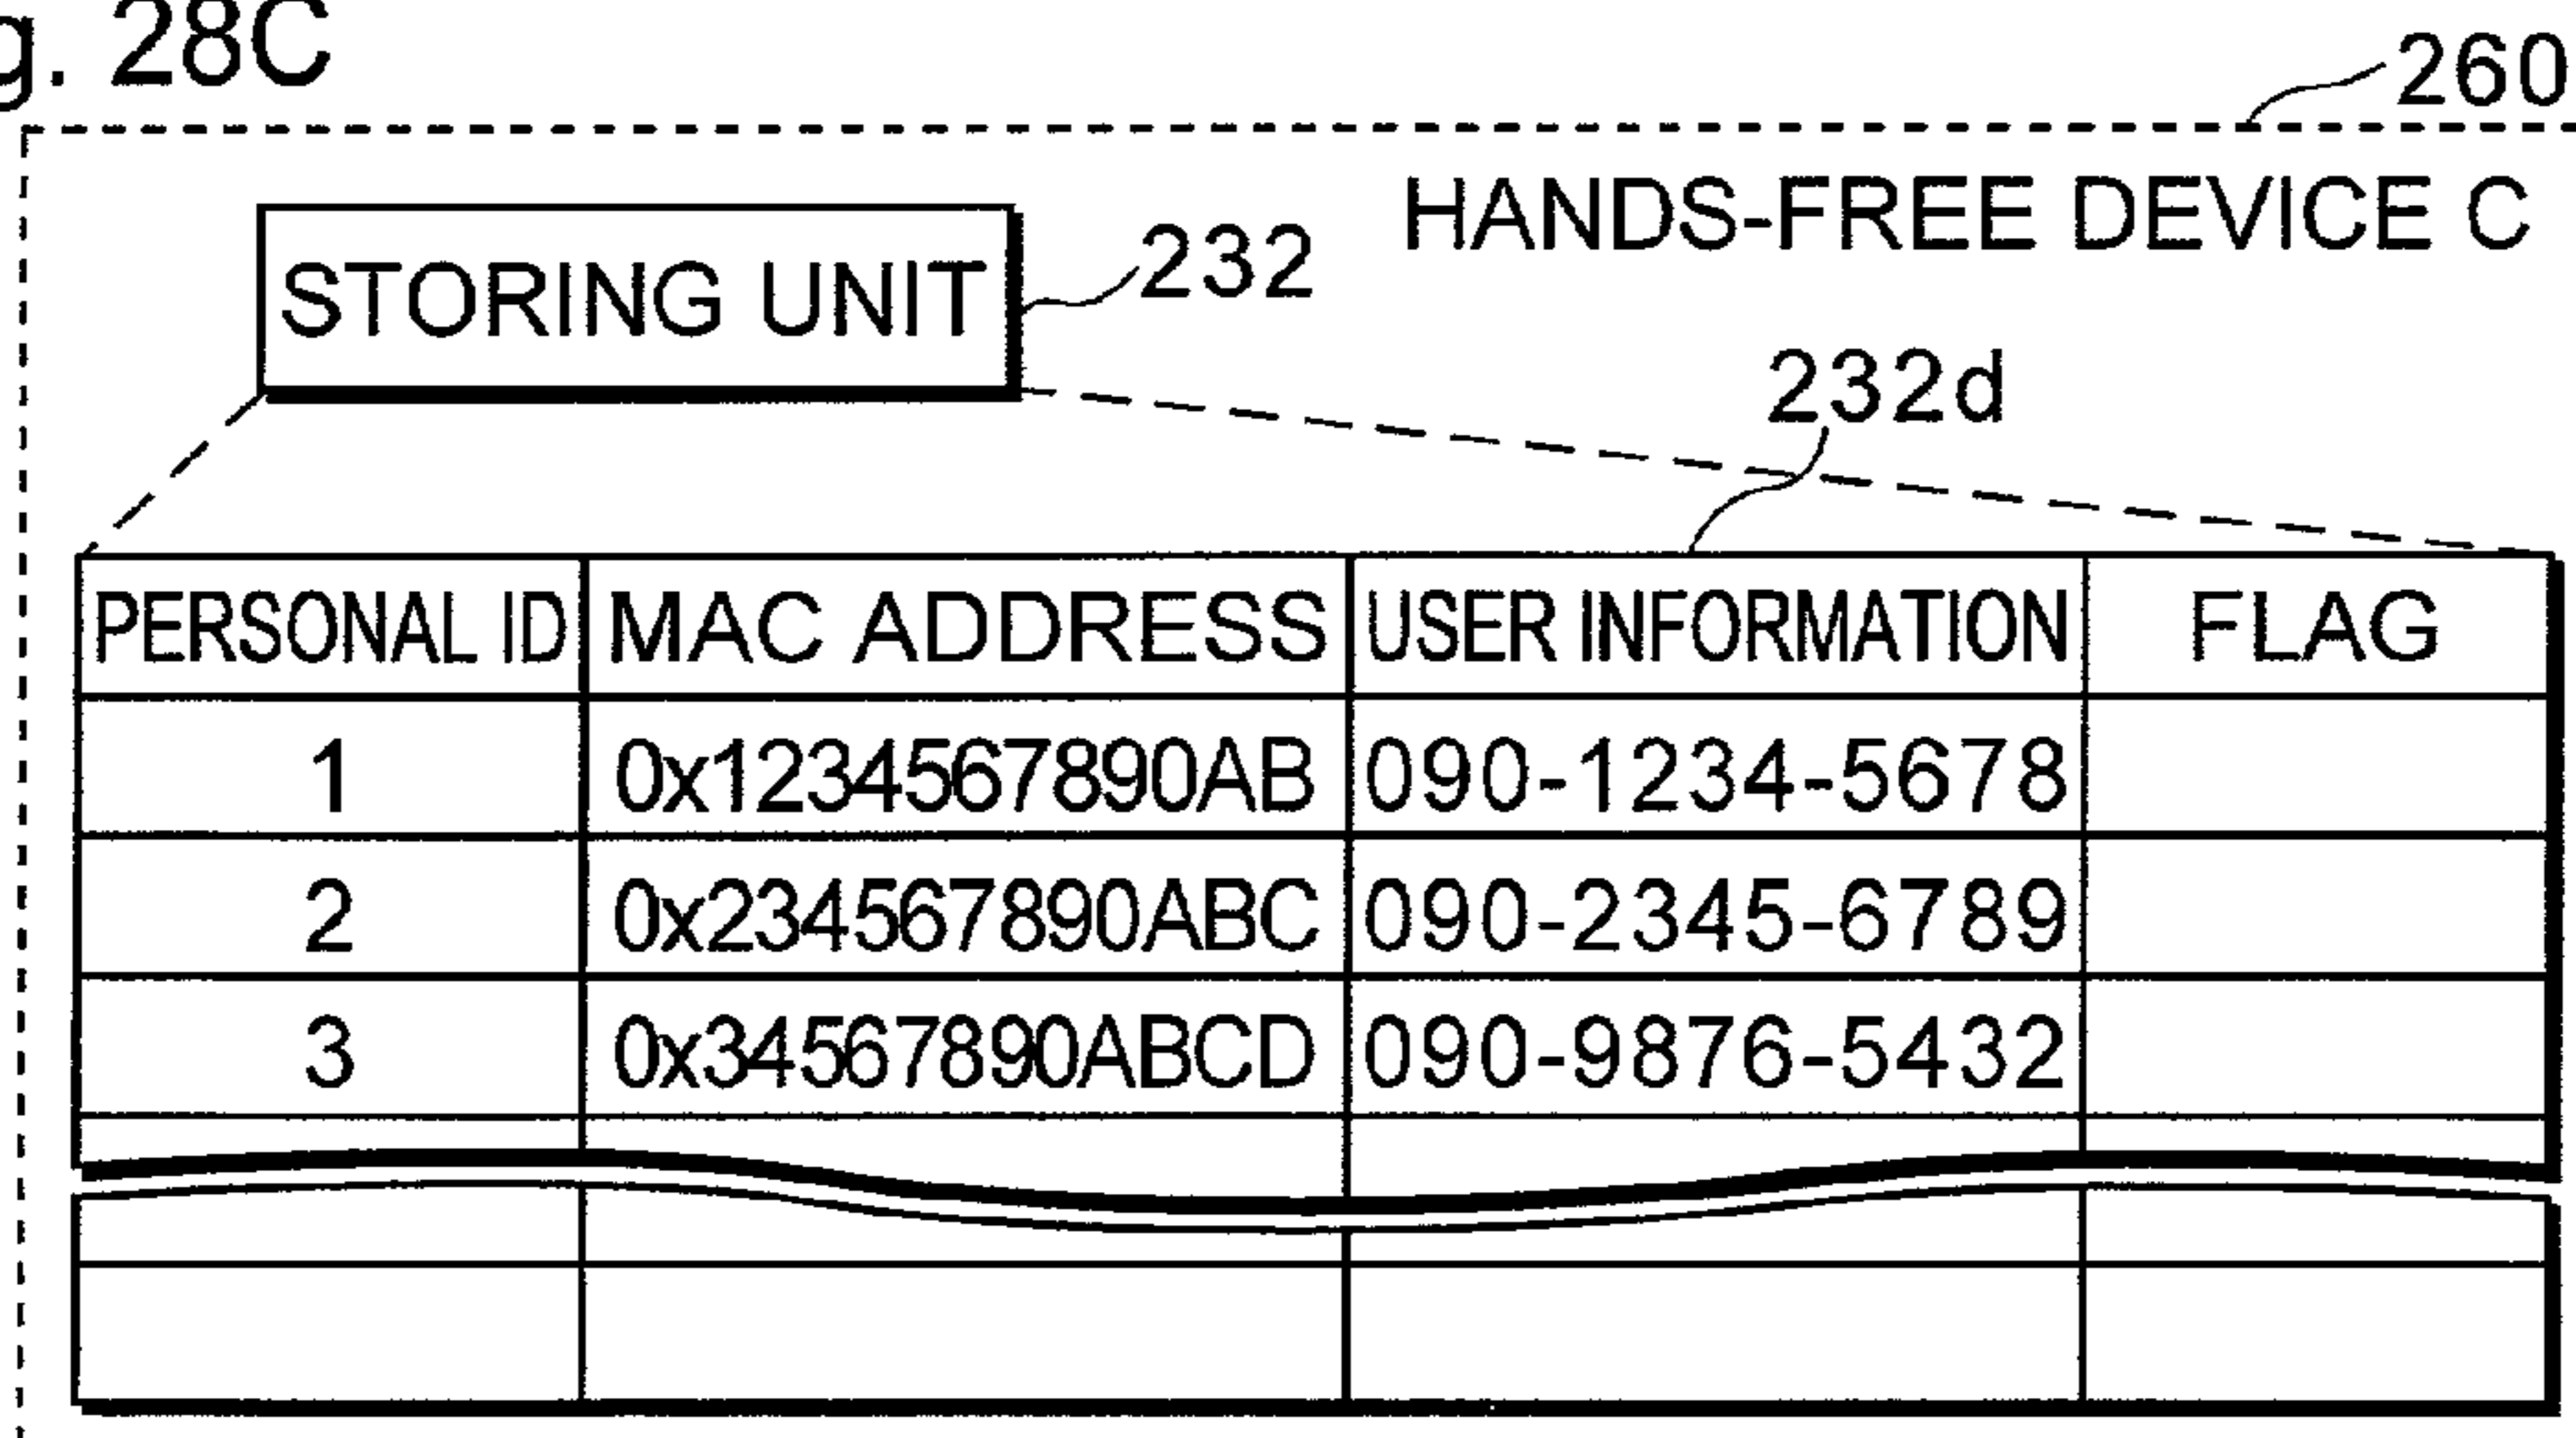 g. 28C
260
HANDS-FREE DEVICE C
STORING UNIT
232
232d
PERSONAL ID MAC ADDRESS USER INFORMATION FLAG
1 0x1234567890AB 090-1234-5678
2 0x234567890ABC 090-2345-6789
3 0x34567890ABCD 090-9876-5432